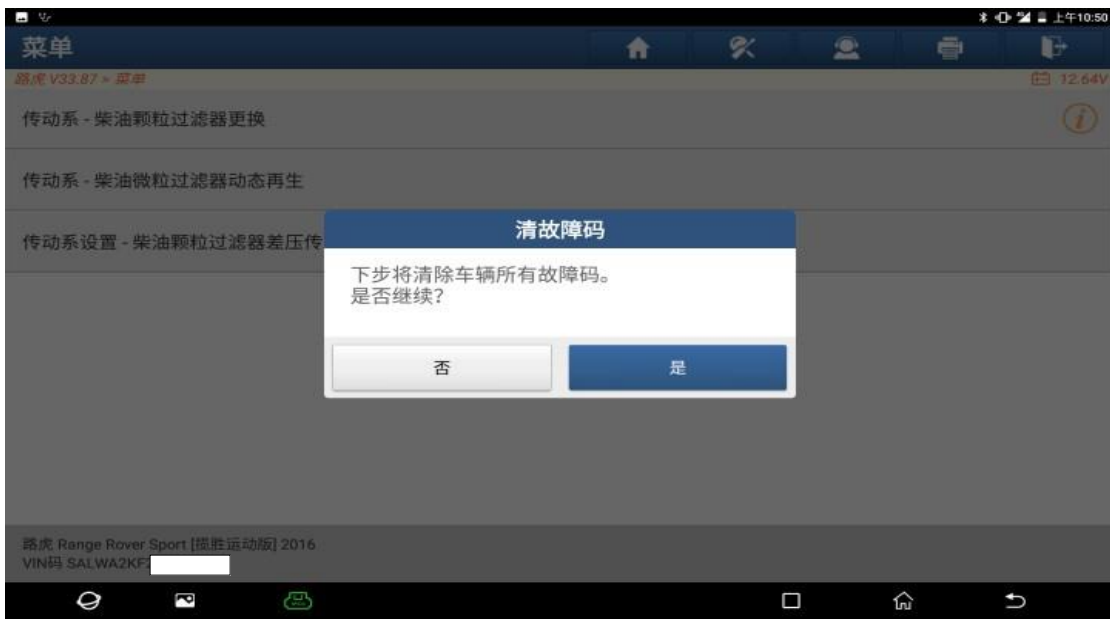 上午10:50
菜单
路虎 V33.87 > 菜单
12.64V
传动系 - 柴油颗粒过滤器更换
传动系 - 柴油微粒过滤器动态再生
传动系设置 - 柴油颗粒过滤器差压传
清故障码
下步将清除车辆所有故障码。
是否继续?
否
是
路虎 Range Rover Sport [揽胜运动版] 2016
VIN码 SALWA2KF